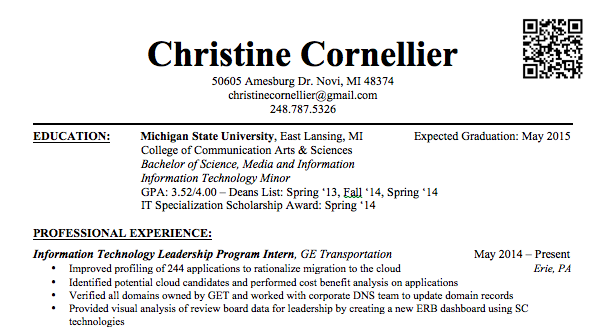 Christine Cornellier
50605 Amesburg Dr. Novi, MI 48374
christinecornellier@gmail.com
248.787.5326
EDUCATION: Michigan State University, East Lansing, MI Expected Graduation: May 2015
College of Communication Arts & Sciences
Bachelor of Science, Media and Information
Information Technology Minor
GPA: 3.52/4.00 – Deans List: Spring ‘13, Fall ‘14, Spring ‘14
IT Specialization Scholarship Award: Spring ‘14
PROFESSIONAL EXPERIENCE:
Information Technology Leadership Program Intern, GE Transportation May 2014 – Present
• Improved profiling of 244 applications to rationalize migration to the cloud Erie, PA
• Identified potential cloud candidates and performed cost benefit analysis on applications
• Verified all domains owned by GET and worked with corporate DNS team to update domain records
• Provided visual analysis of review board data for leadership by creating a new ERB dashboard using SC
technologies